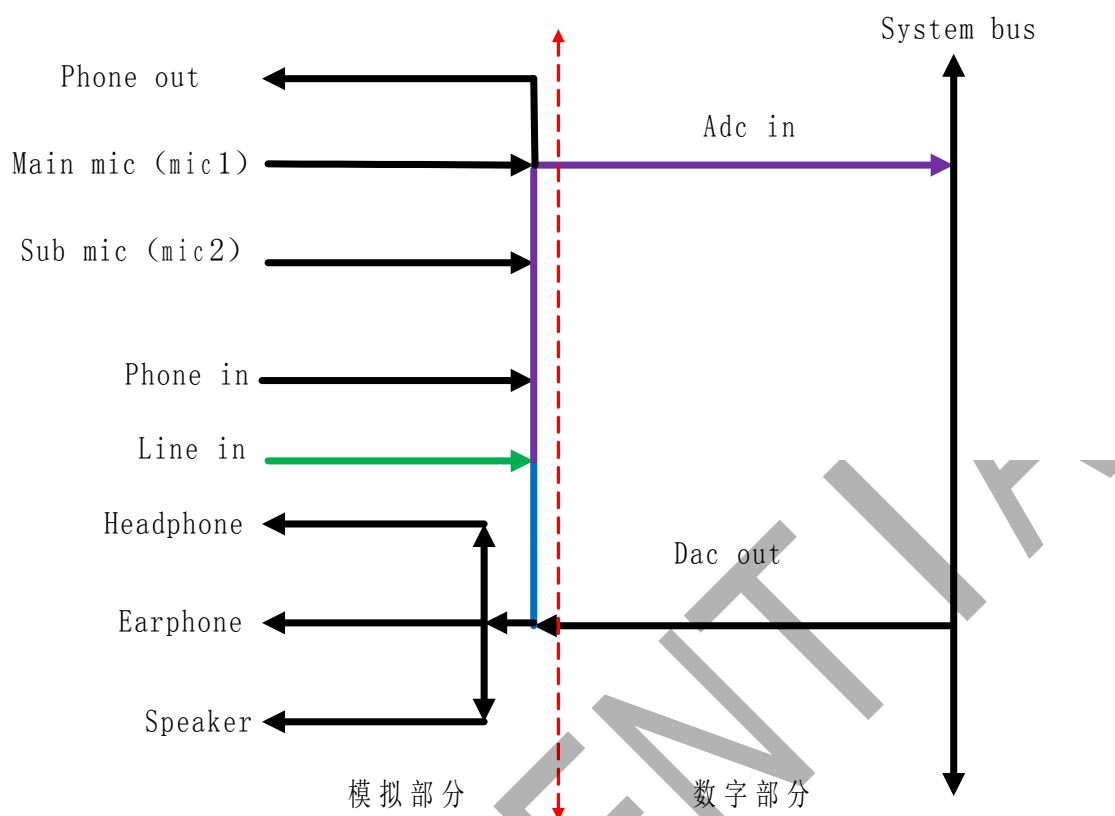 System bus
Phone out
Adc in
Main mic (mic1)
Sub mic (mic2)
Phone in
Line in
Headphone
Dac out
Earphone
Speaker
模拟部分
数字部分
ENTIA